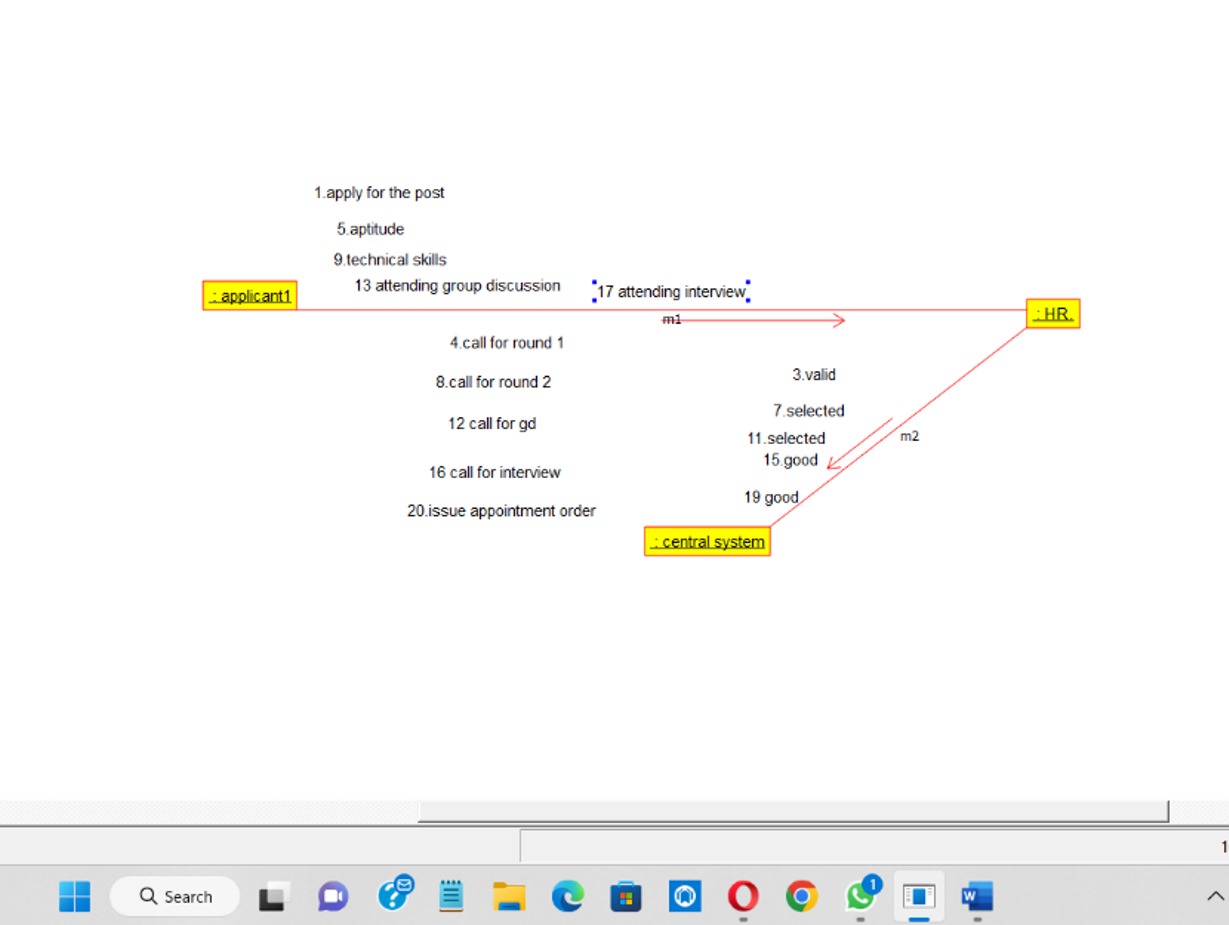 1.apply for the post
5.aptitude
9.technical skills
13 attending group discussion
17 attending interview
: applicant1
m1
: HR.
4.call for round 1
8.call for round 2
12 call for gd
16 call for interview
20.issue appointment order
3.valid
7.selected
11.selected
15.good
19 good
m2
: central system
1
Search
1
W